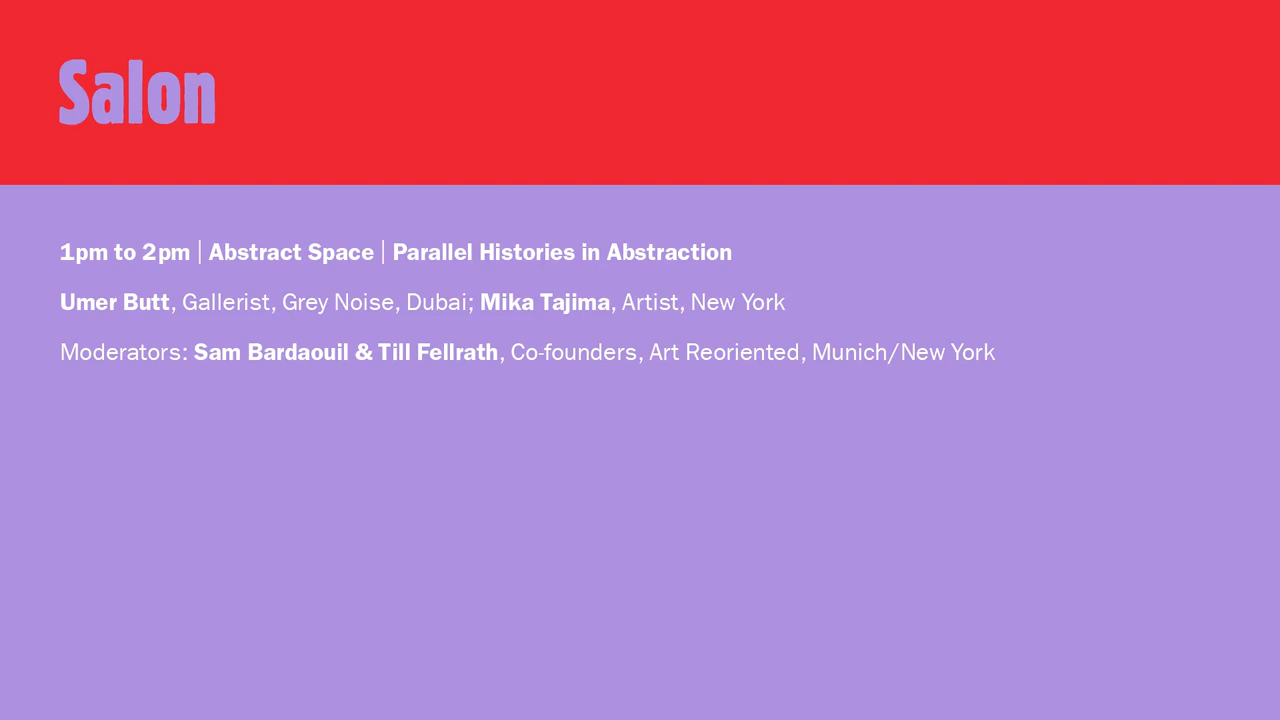 Salon
1pm to 2pm | Abstract Space | Parallel Histories in Abstraction
Umer Butt, Gallerist, Grey Noise, Dubai; Mika Tajima, Artist, New York
Moderators: Sam Bardaouil & Till Fellrath, Co-founders, Art Reoriented, Munich/New York